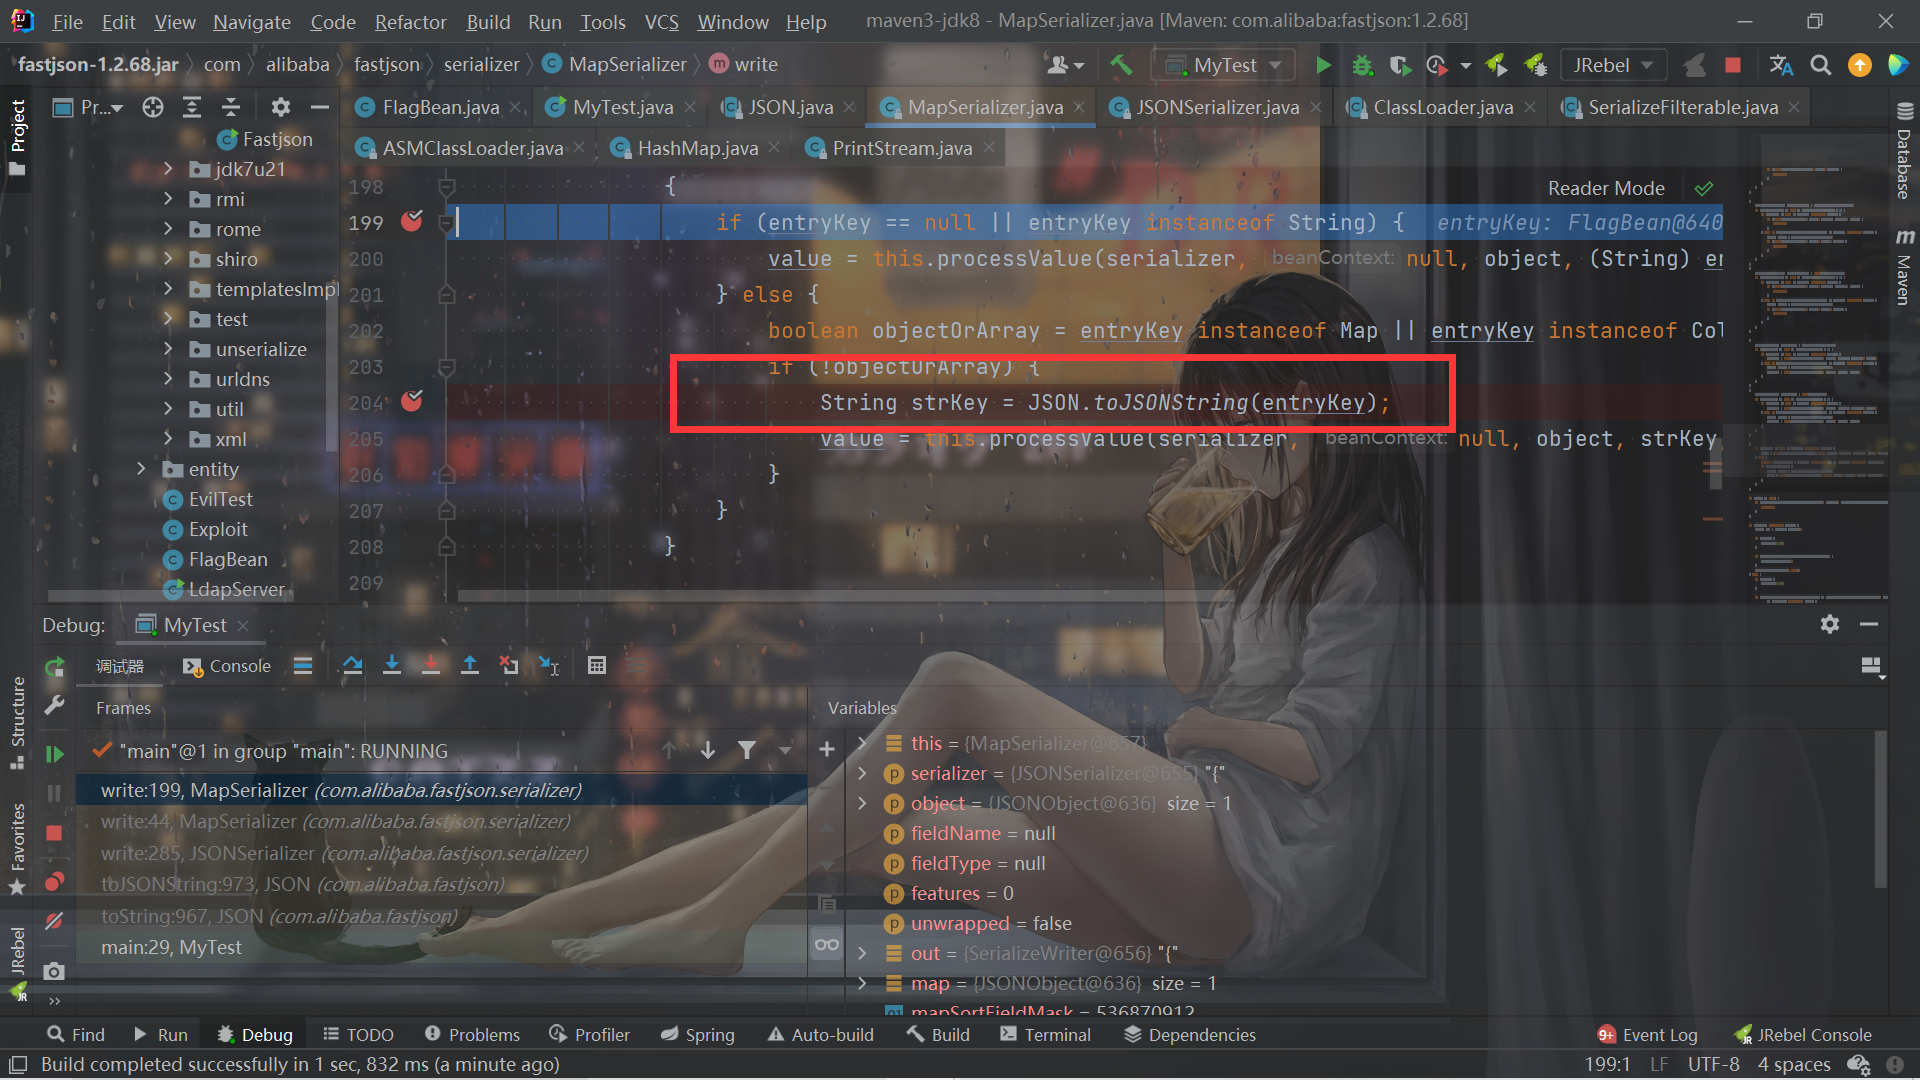 File Edit View Navigate Code Refactor Build Run Tools VCS Window Help maven3-jdk8 - MapSerializer.java [Maven: com.alibaba:fastjson:1.2.68]
fastjson-1.2.68.jar com alibaba fastjson serializer MapSerializer write MyTest JRebel
Pr... FlagBean.java MyTest.java JSON.java MapSerializer.java JSONSerializer.java ClassLoader.java SerializeFilterable.java
ASMClassLoader.java HashMap.java PrintStream.java
Project
Fastjson
jdk7u21
rmi
rome
shiro
templatesImpl
test
unserialize
urldns
util
xml
entity
EvilTest
Exploit
FlagBean
LdapServer
Reader Mode
198 {
199 if (entryKey == null || entryKey instanceof String) { entryKey: FlagBean@640
200 value = this.processValue(serializer, beanContext: null, object, (String) en
201 } else {
202 boolean objectOrArray = entryKey instanceof Map || entryKey instanceof Col
203 if (!objectOrArray) {
204 String strKey = JSON.toJSONString(entryKey);
205 value = this.processValue(serializer, beanContext: null, object, strKey
206 }
207 }
208 }
209
Database
Maven
Debug: MyTest
调试器 Console
Frames
"main"@1 in group "main": RUNNING
write:199, MapSerializer (com.alibaba.fastjson.serializer)
write:44, MapSerializer (com.alibaba.fastjson.serializer)
write:285, JSONSerializer (com.alibaba.fastjson.serializer)
toJSONString:973, JSON (com.alibaba.fastjson)
toString:967, JSON (com.alibaba.fastjson)
main:29, MyTest
Variables
this = {MapSerializer@657}
serializer = {JSONSerializer@655} "{"
object = {JSONObject@636} size = 1
fieldName = null
fieldType = null
features = 0
unwrapped = false
out = {SerializeWriter@656} "{"
map = {JSONObject@636} size = 1
mapSortFieldMask = 536870912
Structure
Favorites
JRebel
Find Run Debug TODO Problems Profiler Spring Auto-build Build Terminal Dependencies 9+ Event Log JRebel Console
Build completed successfully in 1 sec, 832 ms (a minute ago) 199:1 LF UTF-8 4 spaces